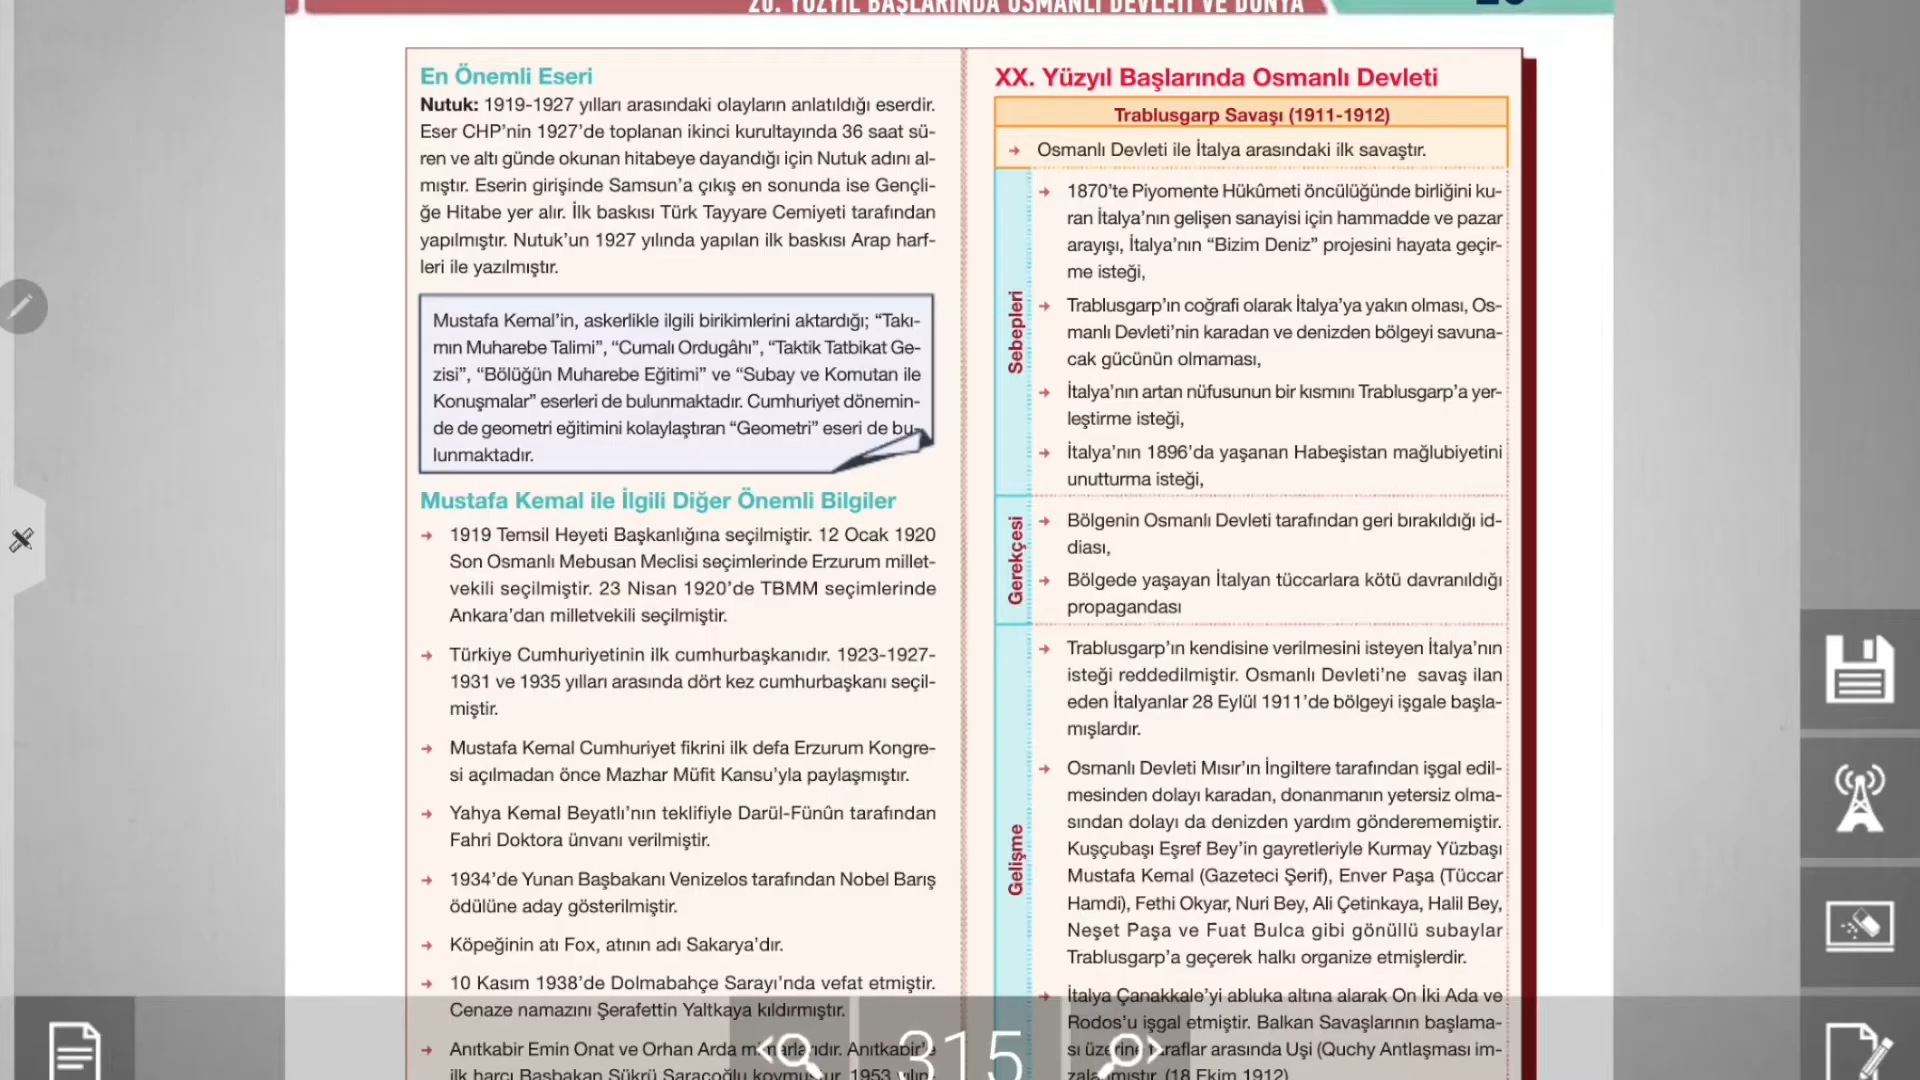 20. YÜZYIL BAŞLARINDA OSMANLI DEVLETİ VE DÜNYA
En Önemli Eseri
Nutuk: 1919-1927 yılları arasındaki olayların anlatıldığı eserdir.
Eser CHP’nin 1927’de toplanan ikinci kurultayında 36 saat sü-
ren ve altı günde okunan hitabeye dayandığı için Nutuk adını al-
mıştır. Eserin girişinde Samsun’a çıkış en sonunda ise Gençli-
ğe Hitabe yer alır. İlk baskısı Türk Tayyare Cemiyeti tarafından
yapılmıştır. Nutuk’un 1927 yılında yapılan ilk baskısı Arap harf-
leri ile yazılmıştır.
Mustafa Kemal’in, askerlikle ilgili birikimlerini aktardığı; “Takı-
mın Muharebe Talimi”, “Cumalı Ordugâhı”, “Taktik Tatbikat Ge-
zisi”, “Bölüğün Muharebe Eğitimi” ve “Subay ve Komutan ile
Konuşmalar” eserleri de bulunmaktadır. Cumhuriyet dönemin-
de de geometri eğitimini kolaylaştıran “Geometri” eseri de bu-
lunmaktadır.
Mustafa Kemal ile İlgili Diğer Önemli Bilgiler
→ 1919 Temsil Heyeti Başkanlığına seçilmiştir. 12 Ocak 1920
Son Osmanlı Mebusan Meclisi seçimlerinde Erzurum millet-
vekili seçilmiştir. 23 Nisan 1920’de TBMM seçimlerinde
Ankara’dan milletvekili seçilmiştir.
→ Türkiye Cumhuriyetinin ilk cumhurbaşkanıdır. 1923-1927-
1931 ve 1935 yılları arasında dört kez cumhurbaşkanı seçil-
miştir.
→ Mustafa Kemal Cumhuriyet fikrini ilk defa Erzurum Kongre-
si açılmadan önce Mazhar Müfit Kansu’yla paylaşmıştır.
→ Yahya Kemal Beyatlı’nın teklifiyle Darül-Fünûn tarafından
Fahri Doktora ünvanı verilmiştir.
→ 1934’de Yunan Başbakanı Venizelos tarafından Nobel Barış
ödülüne aday gösterilmiştir.
→ Köpeğinin atı Fox, atının adı Sakarya’dır.
→ 10 Kasım 1938’de Dolmabahçe Sarayı’nda vefat etmiştir.
Cenaze namazını Şerafettin Yaltkaya kıldırmıştır.
→ Anıtkabir Emin Onat ve Orhan Arda mimarlarıdır. Anıtkabir’e
ilk harcı Başbakan Şükrü Saraçoğlu koymuştur. 1953 yılın-
XX. Yüzyıl Başlarında Osmanlı Devleti
Trablusgarp Savaşı (1911-1912)
→ Osmanlı Devleti ile İtalya arasındaki ilk savaştır.
Sebepleri
→ 1870’te Piyomente Hükûmeti öncülüğünde birliğini ku-
ran İtalya’nın gelişen sanayisi için hammadde ve pazar
arayışı, İtalya’nın “Bizim Deniz” projesini hayata geçir-
me isteği,
→ Trablusgarp’ın coğrafi olarak İtalya’ya yakın olması, Os-
manlı Devleti’nin karadan ve denizden bölgeyi savuna-
cak gücünün olmaması,
→ İtalya’nın artan nüfusunun bir kısmını Trablusgarp’a yer-
leştirme isteği,
→ İtalya’nın 1896’da yaşanan Habeşistan mağlubiyetini
unutturma isteği,
Gerekçesi
→ Bölgenin Osmanlı Devleti tarafından geri bırakıldığı id-
diası,
→ Bölgede yaşayan İtalyan tüccarlara kötü davranıldığı
propagandası
Gelişme
→ Trablusgarp’ın kendisine verilmesini isteyen İtalya’nın
isteği reddedilmiştir. Osmanlı Devleti’ne savaş ilan
eden İtalyanlar 28 Eylül 1911’de bölgeyi işgale başla-
mışlardır.
→ Osmanlı Devleti Mısır’ın İngiltere tarafından işgal edil-
mesinden dolayı karadan, donanmanın yetersiz olma-
sından dolayı da denizden yardım gönderememiştir.
Kuşçubaşı Eşref Bey’in gayretleriyle Kurmay Yüzbaşı
Mustafa Kemal (Gazeteci Şerif), Enver Paşa (Tüccar
Hamdi), Fethi Okyar, Nuri Bey, Ali Çetinkaya, Halil Bey,
Neşet Paşa ve Fuat Bulca gibi gönüllü subaylar
Trablusgarp’a geçerek halkı organize etmişlerdir.
→ İtalya Çanakkale’yi abluka altına alarak On İki Ada ve
Rodos’u işgal etmiştir. Balkan Savaşlarının başlama-
sı üzerine taraflar arasında Uşi (Quchy Antlaşması im-
zalanmıştır. (18 Ekim 1912)
315